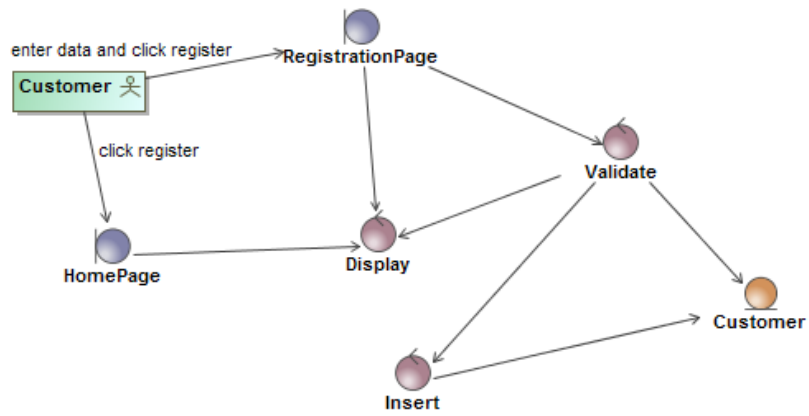 enter data and click register
RegistrationPage
Customer
click register
Validate
HomePage
Display
Customer
Insert